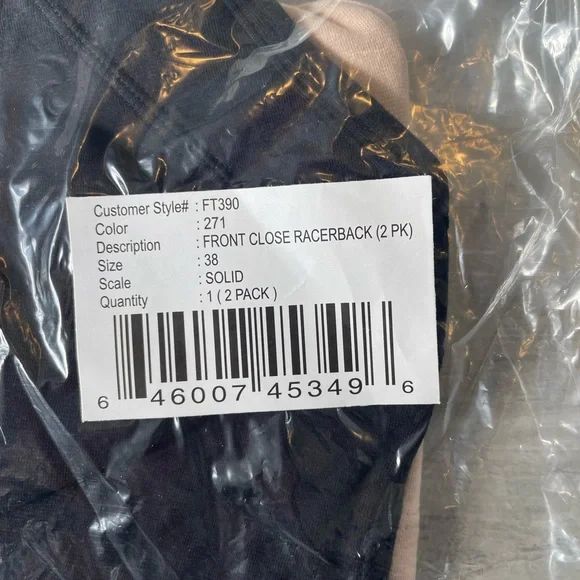 Customer Style# : FT390
Color : 271
Description : FRONT CLOSE RACERBACK (2 PK)
Size : 38
Scale : SOLID
Quantity : 1 ( 2 PACK )
6 46007 45349 6